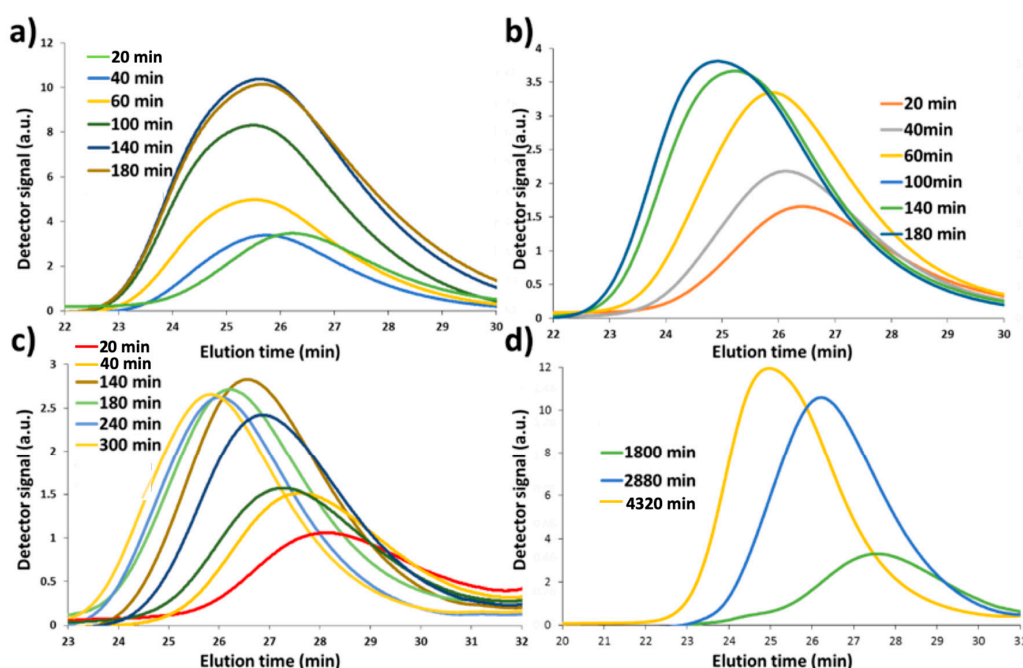 a)
12
10
8
6
4
2
0
Detector signal (a.u.)
20 min
40 min
60 min
100 min
140 min
180 min
22 23 24 25 26 27 28 29 30
Elution time (min)
b)
4
3.5
3
2.5
2
1.5
1
0.5
0
Detector signal (a.u.)
20 min
40min
60min
100min
140 min
180 min
22 23 24 25 26 27 28 29 30
Elution time (min)
c)
3
2.5
2
1.5
1
0.5
0
Detector signal (a.u.)
20 min
40 min
140 min
180 min
240 min
300 min
23 24 25 26 27 28 29 30 31 32
Elution time (min)
d)
12
10
8
6
4
2
0
Detector signal (a.u.)
1800 min
2880 min
4320 min
20 21 22 23 24 25 26 27 28 29 30
Elution time (min)